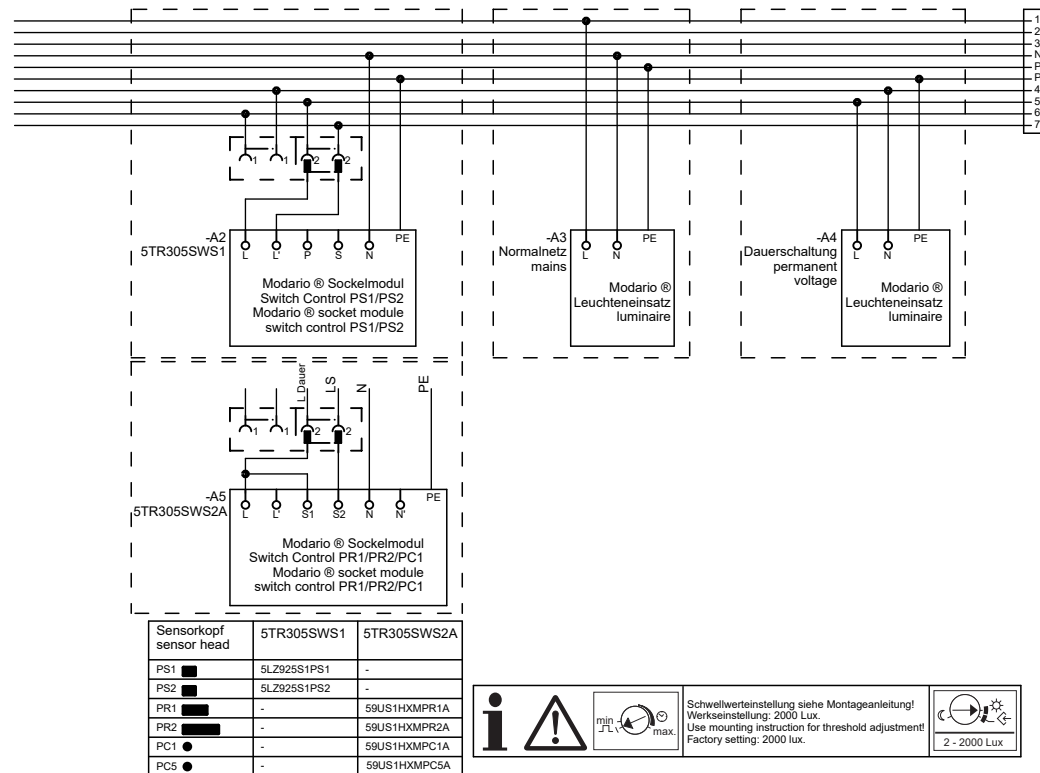 1
2
3
N
P
P
4
5
6
7
1 1 2 2
-A2
5TR305SWS1
L L' P S N PE
Modario ® Sockelmodul
Switch Control PS1/PS2
Modario ® socket module
switch control PS1/PS2
-A3
Normalnetz
mains
L N PE
Modario ®
Leuchteneinsatz
luminaire
-A4
Dauerschaltung
permanent
voltage
L N PE
Modario ®
Leuchteneinsatz
luminaire
L Dauer
LS
N
PE
1 1 2 2
-A5
5TR305SWS2A
L L' S1 S2 N N' PE
Modario ® Sockelmodul
Switch Control PR1/PR2/PC1
Modario ® socket module
switch control PR1/PR2/PC1
Sensorkopf
sensor head
5TR305SWS1
5TR305SWS2A
PS1 5LZ925S1PS1 -
PS2 5LZ925S1PS2 -
PR1 - 59US1HXMPR1A
PR2 - 59US1HXMPR2A
PC1 - 59US1HXMPC1A
PC5 - 59US1HXMPC5A
min
max.
Schwellwerteinstellung siehe Montageanleitung!
Werkseinstellung: 2000 Lux.
Use mounting instruction for threshold adjustment!
Factory setting: 2000 lux.
2 - 2000 Lux